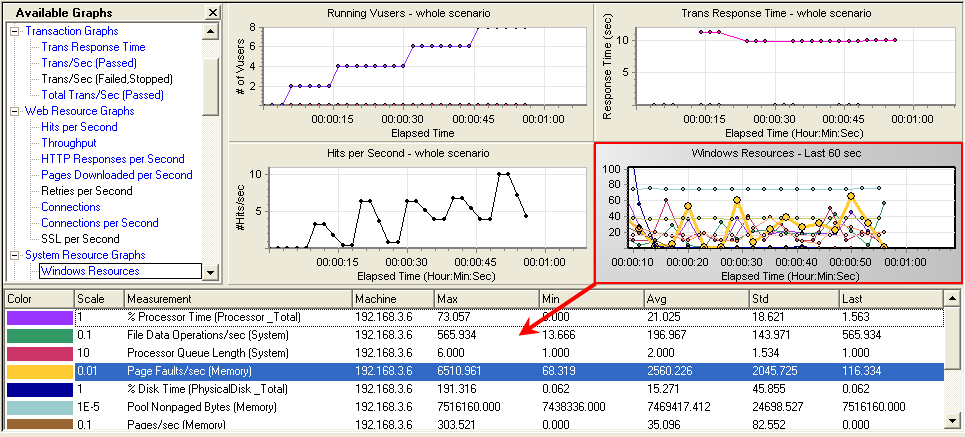 Available Graphs
Transaction Graphs
Trans Response Time
Trans/Sec (Passed)
Trans/Sec (Failed,Stopped)
Total Trans/Sec (Passed)
Web Resource Graphs
Hits per Second
Throughput
HTTP Responses per Second
Pages Downloaded per Second
Retries per Second
Connections
Connections per Second
SSL per Second
System Resource Graphs
Windows Resources
Running Vusers - whole scenario
# of Vusers
8
6
4
2
0
00:00:15 00:00:30 00:00:45 00:01:00
Elapsed Time
Trans Response Time - whole scenario
Response Time (sec)
10
5
00:00:15 00:00:30 00:00:45 00:01:00
Elapsed Time (Hour:Min:Sec)
Hits per Second - whole scenario
#Hits/sec
10
5
00:00:15 00:00:30 00:00:45 00:01:00
Elapsed Time (Hour:Min:Sec)
Windows Resources - Last 60 sec
100
80
60
40
20
00:00:10 00:00:20 00:00:30 00:00:40 00:00:50 00:01:00
Elapsed Time (Hour:Min:Sec)
Color Scale Measurement Machine Max Min Avg Std Last
1 % Processor Time (Processor _Total) 192.168.3.6 73.057 0.000 21.025 18.621 1.563
0.1 File Data Operations/sec (System) 192.168.3.6 565.934 13.666 196.967 143.971 565.934
10 Processor Queue Length (System) 192.168.3.6 6.000 1.000 2.000 1.534 1.000
0.01 Page Faults/sec (Memory) 192.168.3.6 6510.961 68.319 2560.226 2045.725 116.334
1 % Disk Time (PhysicalDisk _Total) 192.168.3.6 191.316 0.062 15.271 45.855 0.062
1E-5 Pool Nonpaged Bytes (Memory) 192.168.3.6 7516160.000 7438336.000 7469417.412 24698.527 7516160.000
0.1 Pages/sec (Memory) 192.168.3.6 303.521 0.000 35.096 82.552 0.000